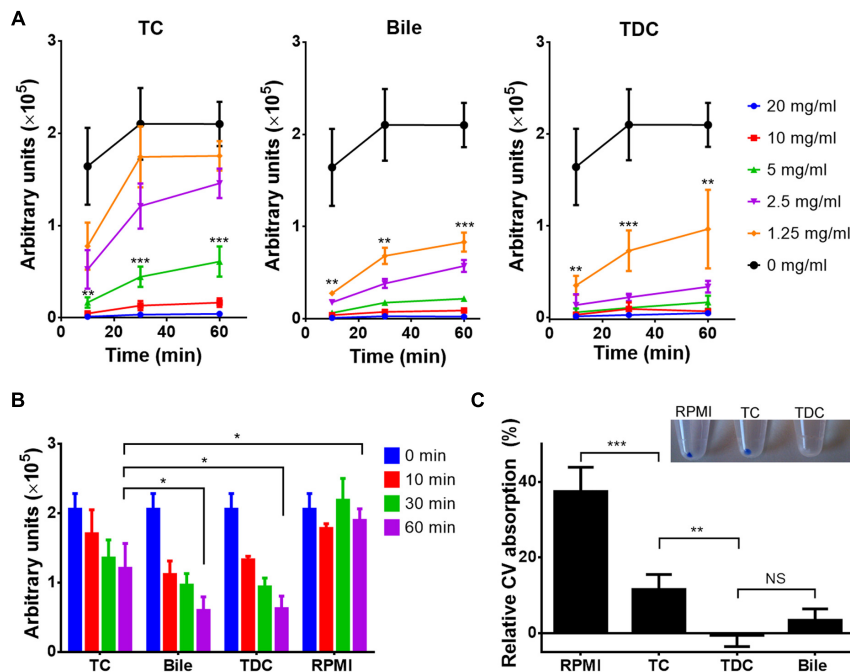 A
TC
Bile
TDC
Arbitrary units (×10⁵)
3
2
1
0
**
***
***
0 20 40 60
Time (min)
Arbitrary units (×10⁵)
3
2
1
0
**
**
***
0 20 40 60
Time (min)
Arbitrary units (×10⁵)
3
2
1
0
**
***
**
0 20 40 60
Time (min)
20 mg/ml
10 mg/ml
5 mg/ml
2.5 mg/ml
1.25 mg/ml
0 mg/ml
B
Arbitrary units (×10⁵)
3
2
1
0
*
*
*
0 min
10 min
30 min
60 min
TC Bile TDC RPMI
C
Relative CV absorption (%)
40
20
0
***
**
NS
RPMI TC TDC
RPMI TC TDC Bile